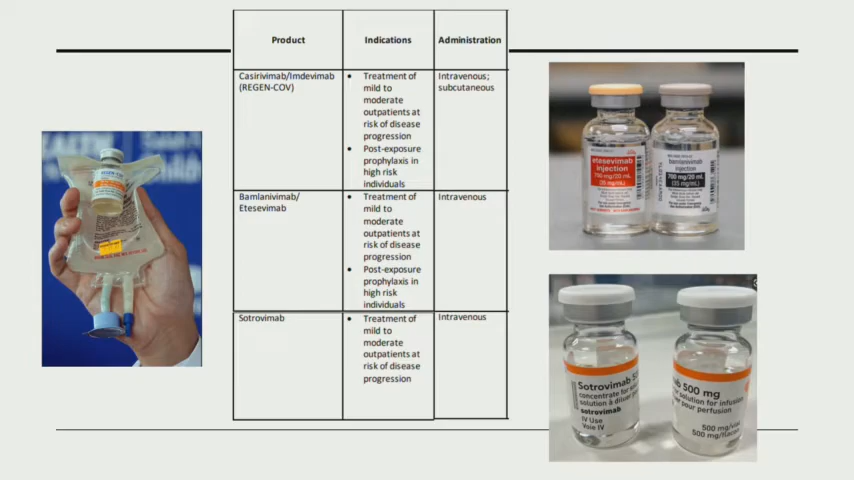 Product
Indications
Administration
Casirivimab/Imdevimab
(REGEN-COV)
• Treatment of
mild to
moderate
outpatients at
risk of disease
progression
• Post-exposure
prophylaxis in
high risk
individuals
Intravenous;
subcutaneous
Bamlanivimab/
Etesevimab
• Treatment of
mild to
moderate
outpatients at
risk of disease
progression
• Post-exposure
prophylaxis in
high risk
individuals
Intravenous
Sotrovimab
• Treatment of
mild to
moderate
outpatients at
risk of disease
progression
Intravenous
etesevimab
injection
700 mg/20 mL
(35 mg/mL)
bamlanivimab
injection
700 mg/20 mL
(35 mg/mL)
Sotrovimab
concentrate for
solution à diluer
sotrovimab
IV Use
Voie IV
500 mg
solution for infusion
pour perfusion
500 mg/vial
500 mg/flacon